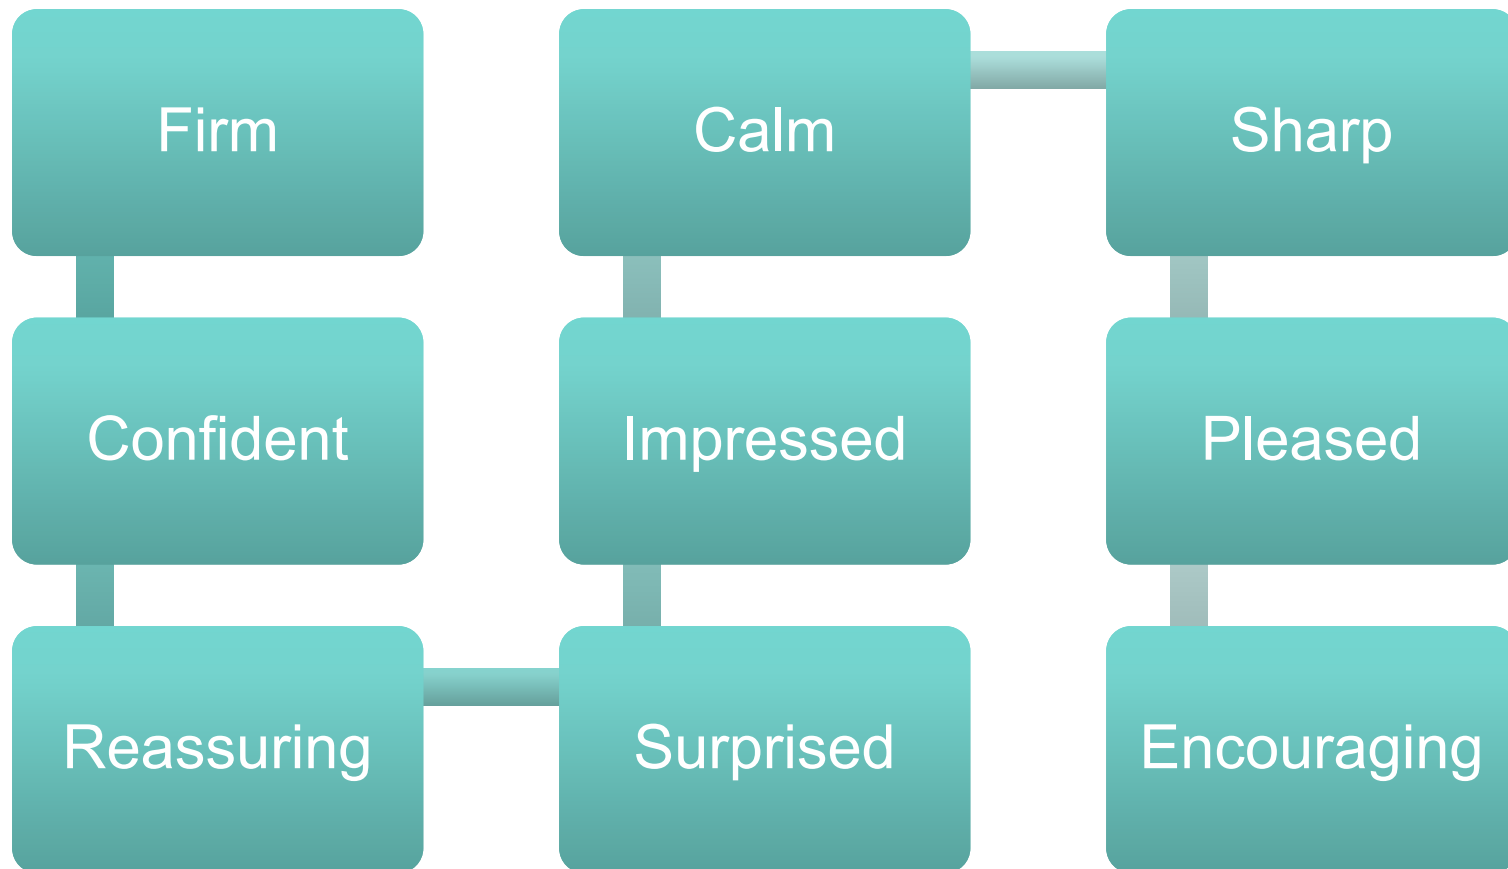 Firm
Confident
Reassuring
Surprised
Impressed
Calm
Sharp
Pleased
Encouraging